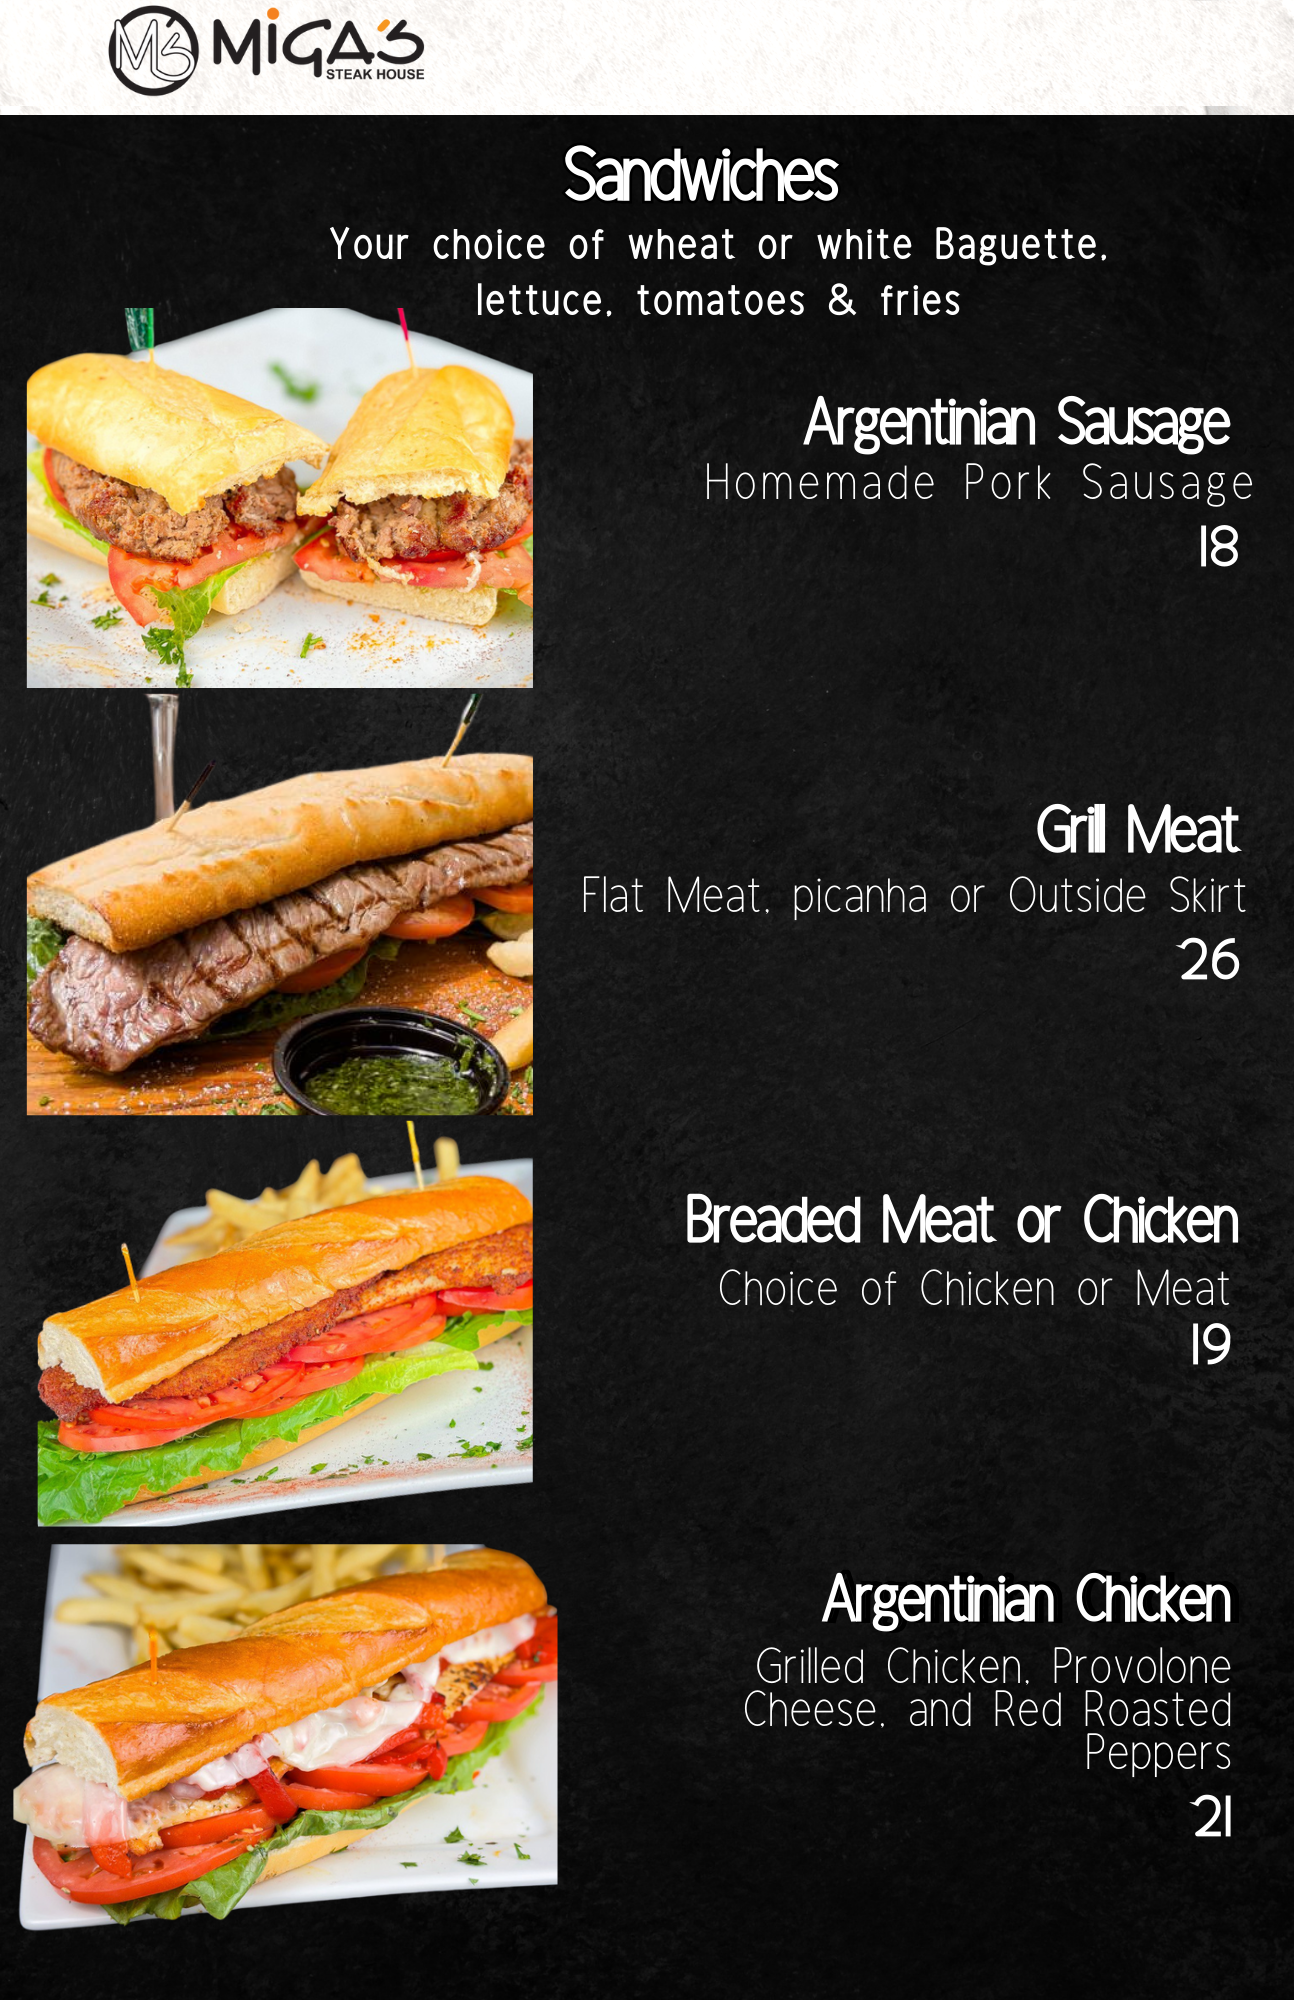 MS MIGA'S
STEAK HOUSE
Sandwiches
Your choice of wheat or white Baguette,
lettuce, tomatoes & fries
Argentinian Sausage
Homemade Pork Sausage
18
Grill Meat
Flat Meat, picanha or Outside Skirt
26
Breaded Meat or Chicken
Choice of Chicken or Meat
19
Argentinian Chicken
Grilled Chicken, Provolone
Cheese, and Red Roasted
Peppers
21